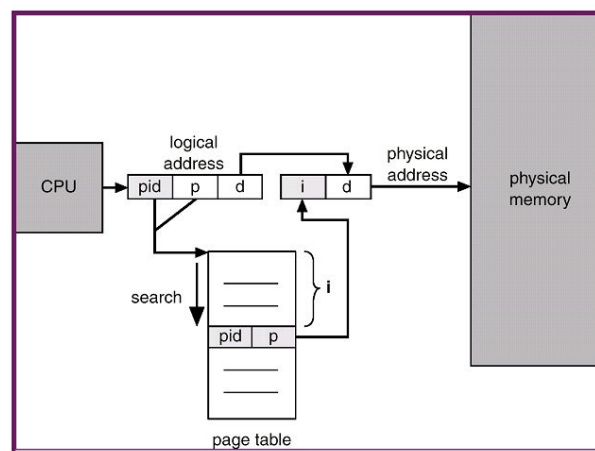 logical
address
physical
address
CPU
pid p d
i d
physical
memory
search
i
pid p
page table